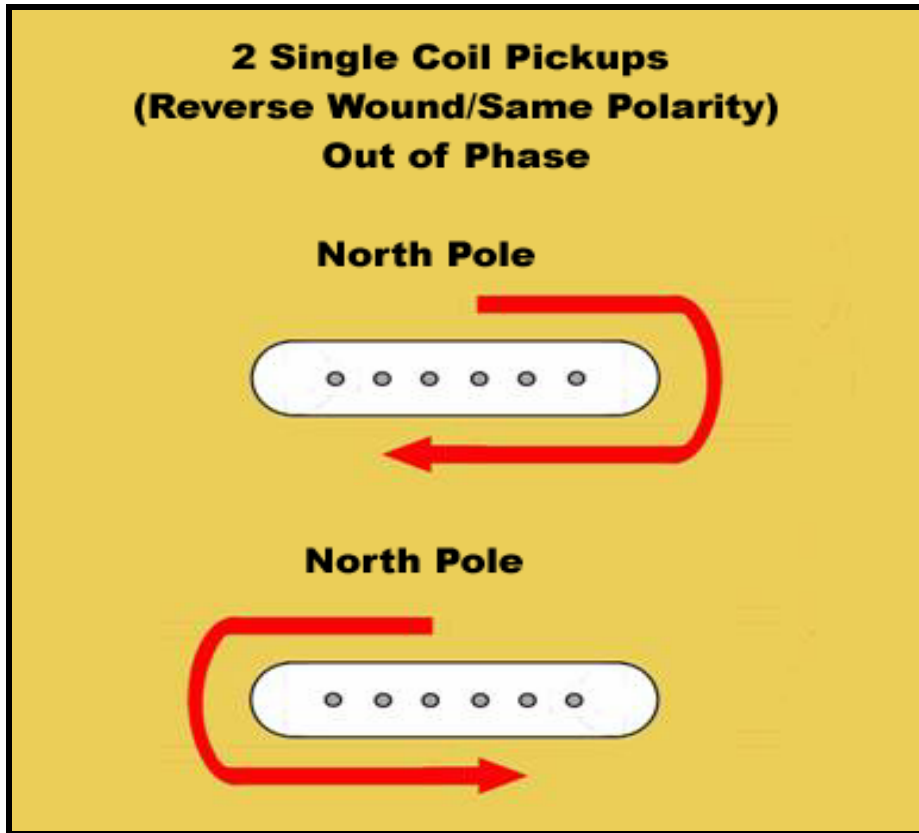 2 Single Coil Pickups
(Reverse Wound/Same Polarity)
Out of Phase
North Pole
North Pole